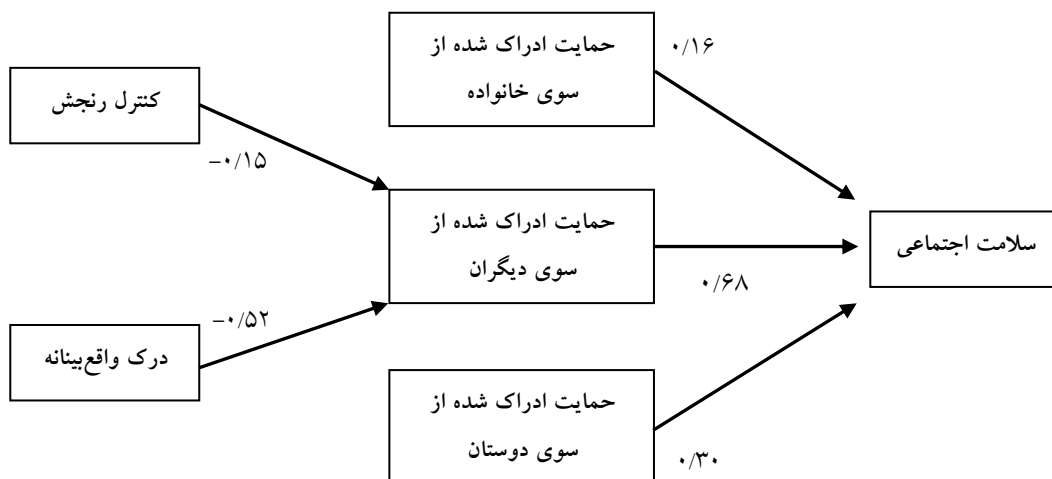 حمایت ادراک شده از
سوی خانواده
۰/۱۶
کنترل رنجش
−۰/۱۵
حمایت ادراک شده از
سوی دیگران
سلامت اجتماعی
۰/۶۸
−۰/۵۲
درک واقع‌بینانه
حمایت ادراک شده از
سوی دوستان
۰/۳۰